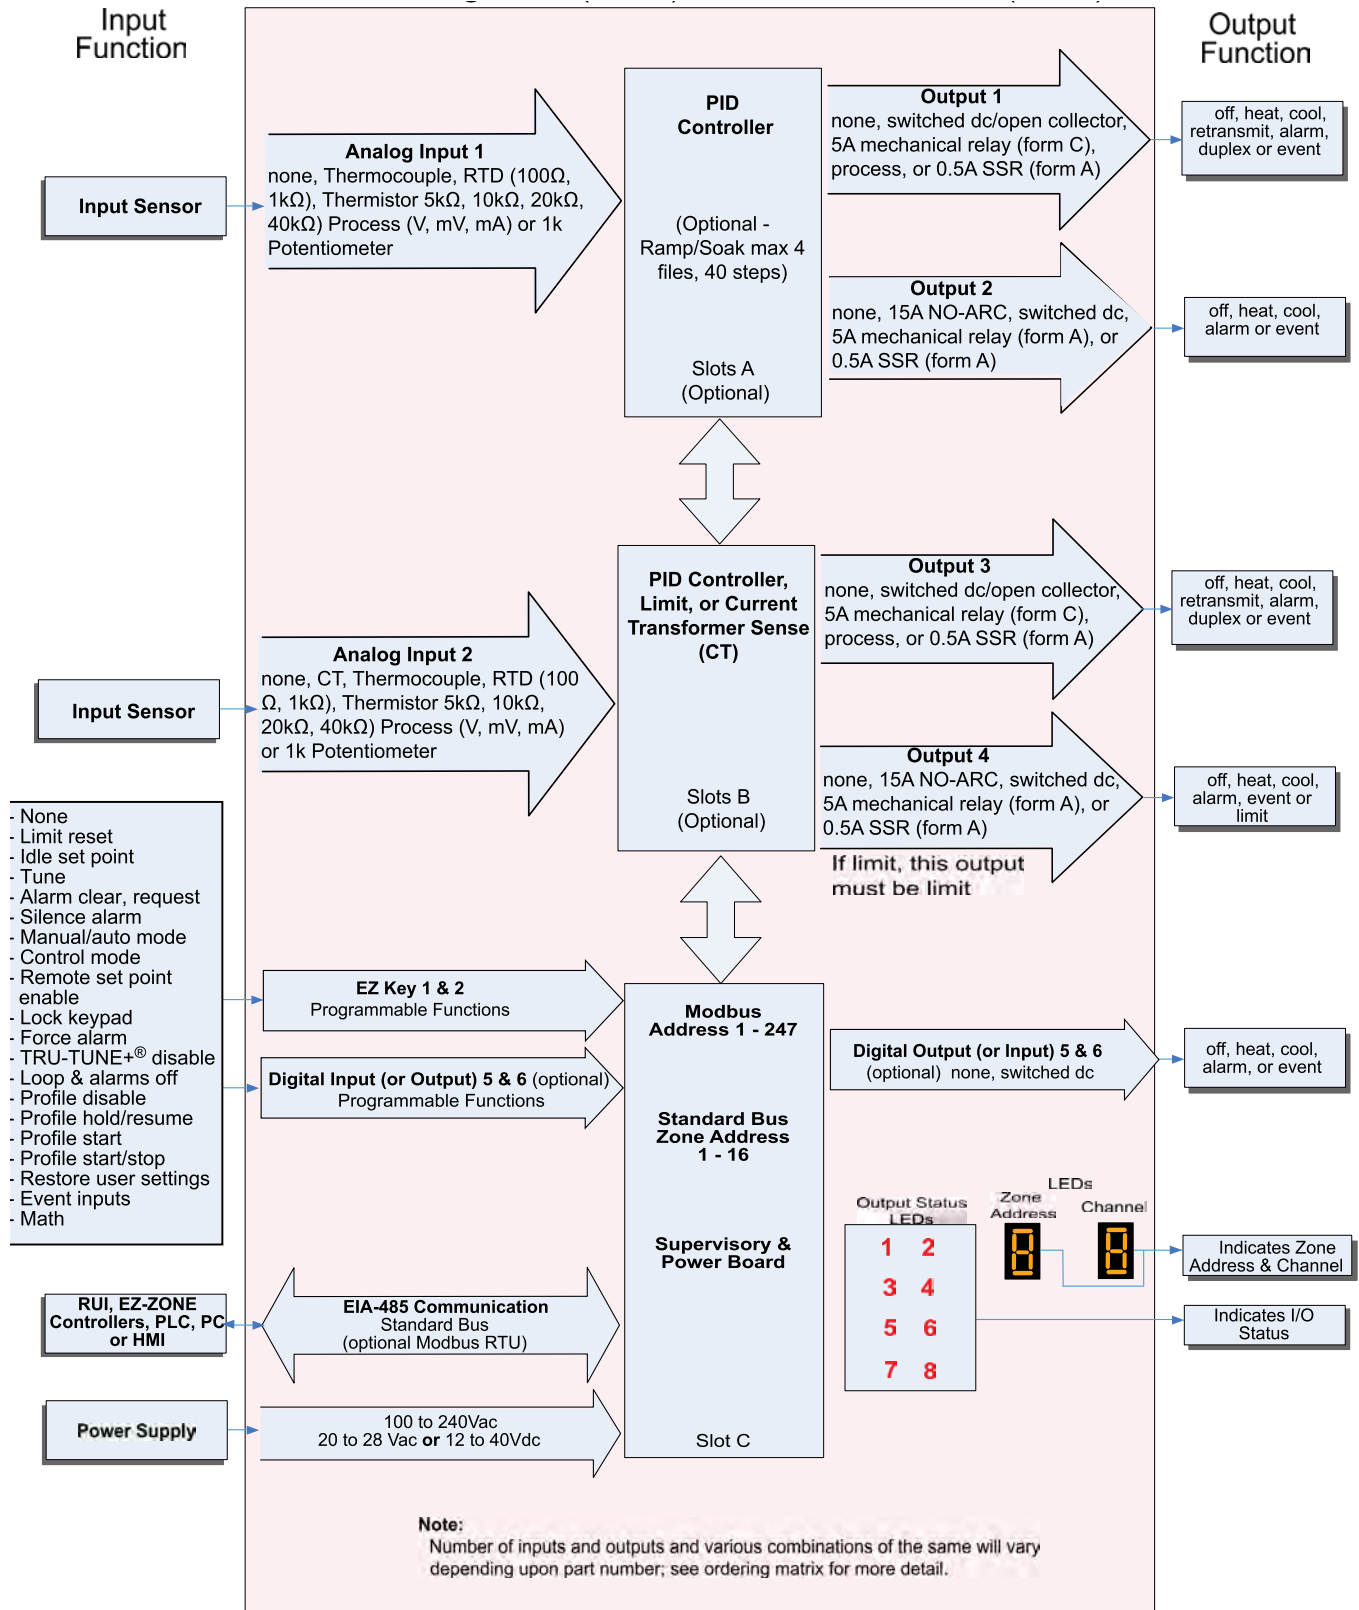 Input
Function
Output
Function
PID
Controller
(Optional -
Ramp/Soak max 4
files, 40 steps)
Slots A
(Optional)
Input Sensor
Analog Input 1
none, Thermocouple, RTD (100Ω,
1kΩ), Thermistor 5kΩ, 10kΩ, 20kΩ,
40kΩ) Process (V, mV, mA) or 1k
Potentiometer
Output 1
none, switched dc/open collector,
5A mechanical relay (form C),
process, or 0.5A SSR (form A)
off, heat, cool,
retransmit, alarm,
duplex or event
Output 2
none, 15A NO-ARC, switched dc,
5A mechanical relay (form A), or
0.5A SSR (form A)
off, heat, cool,
alarm or event
PID Controller,
Limit, or Current
Transformer Sense
(CT)
Slots B
(Optional)
Input Sensor
Analog Input 2
none, CT, Thermocouple, RTD (100
Ω, 1kΩ), Thermistor 5kΩ, 10kΩ,
20kΩ, 40kΩ) Process (V, mV, mA)
or 1k Potentiometer
Output 3
none, switched dc/open collector,
5A mechanical relay (form C),
process, or 0.5A SSR (form A)
off, heat, cool,
retransmit, alarm,
duplex or event
Output 4
none, 15A NO-ARC, switched dc,
5A mechanical relay (form A), or
0.5A SSR (form A)
If limit, this output
must be limit
off, heat, cool,
alarm, event or
limit
- None
- Limit reset
- Idle set point
- Tune
- Alarm clear, request
- Silence alarm
- Manual/auto mode
- Control mode
- Remote set point
enable
- Lock keypad
- Force alarm
- TRU-TUNE+® disable
- Loop & alarms off
- Profile disable
- Profile hold/resume
- Profile start
- Profile start/stop
- Restore user settings
- Event inputs
- Math
EZ Key 1 & 2
Programmable Functions
Digital Input (or Output) 5 & 6 (optional)
Programmable Functions
Modbus
Address 1 - 247
Standard Bus
Zone Address
1 - 16
Supervisory &
Power Board
Slot C
Digital Output (or Input) 5 & 6
(optional) none, switched dc
off, heat, cool,
alarm, or event
Output Status
LEDs
1 2
3 4
5 6
7 8
LEDs
Zone
Address
Channel
8
8
Indicates Zone
Address & Channel
Indicates I/O
Status
RUI, EZ-ZONE
Controllers, PLC, PC
or HMI
EIA-485 Communication
Standard Bus
(optional Modbus RTU)
Power Supply
100 to 240Vac
20 to 28 Vac or 12 to 40Vdc
Note:
Number of inputs and outputs and various combinations of the same will vary
depending upon part number; see ordering matrix for more detail.